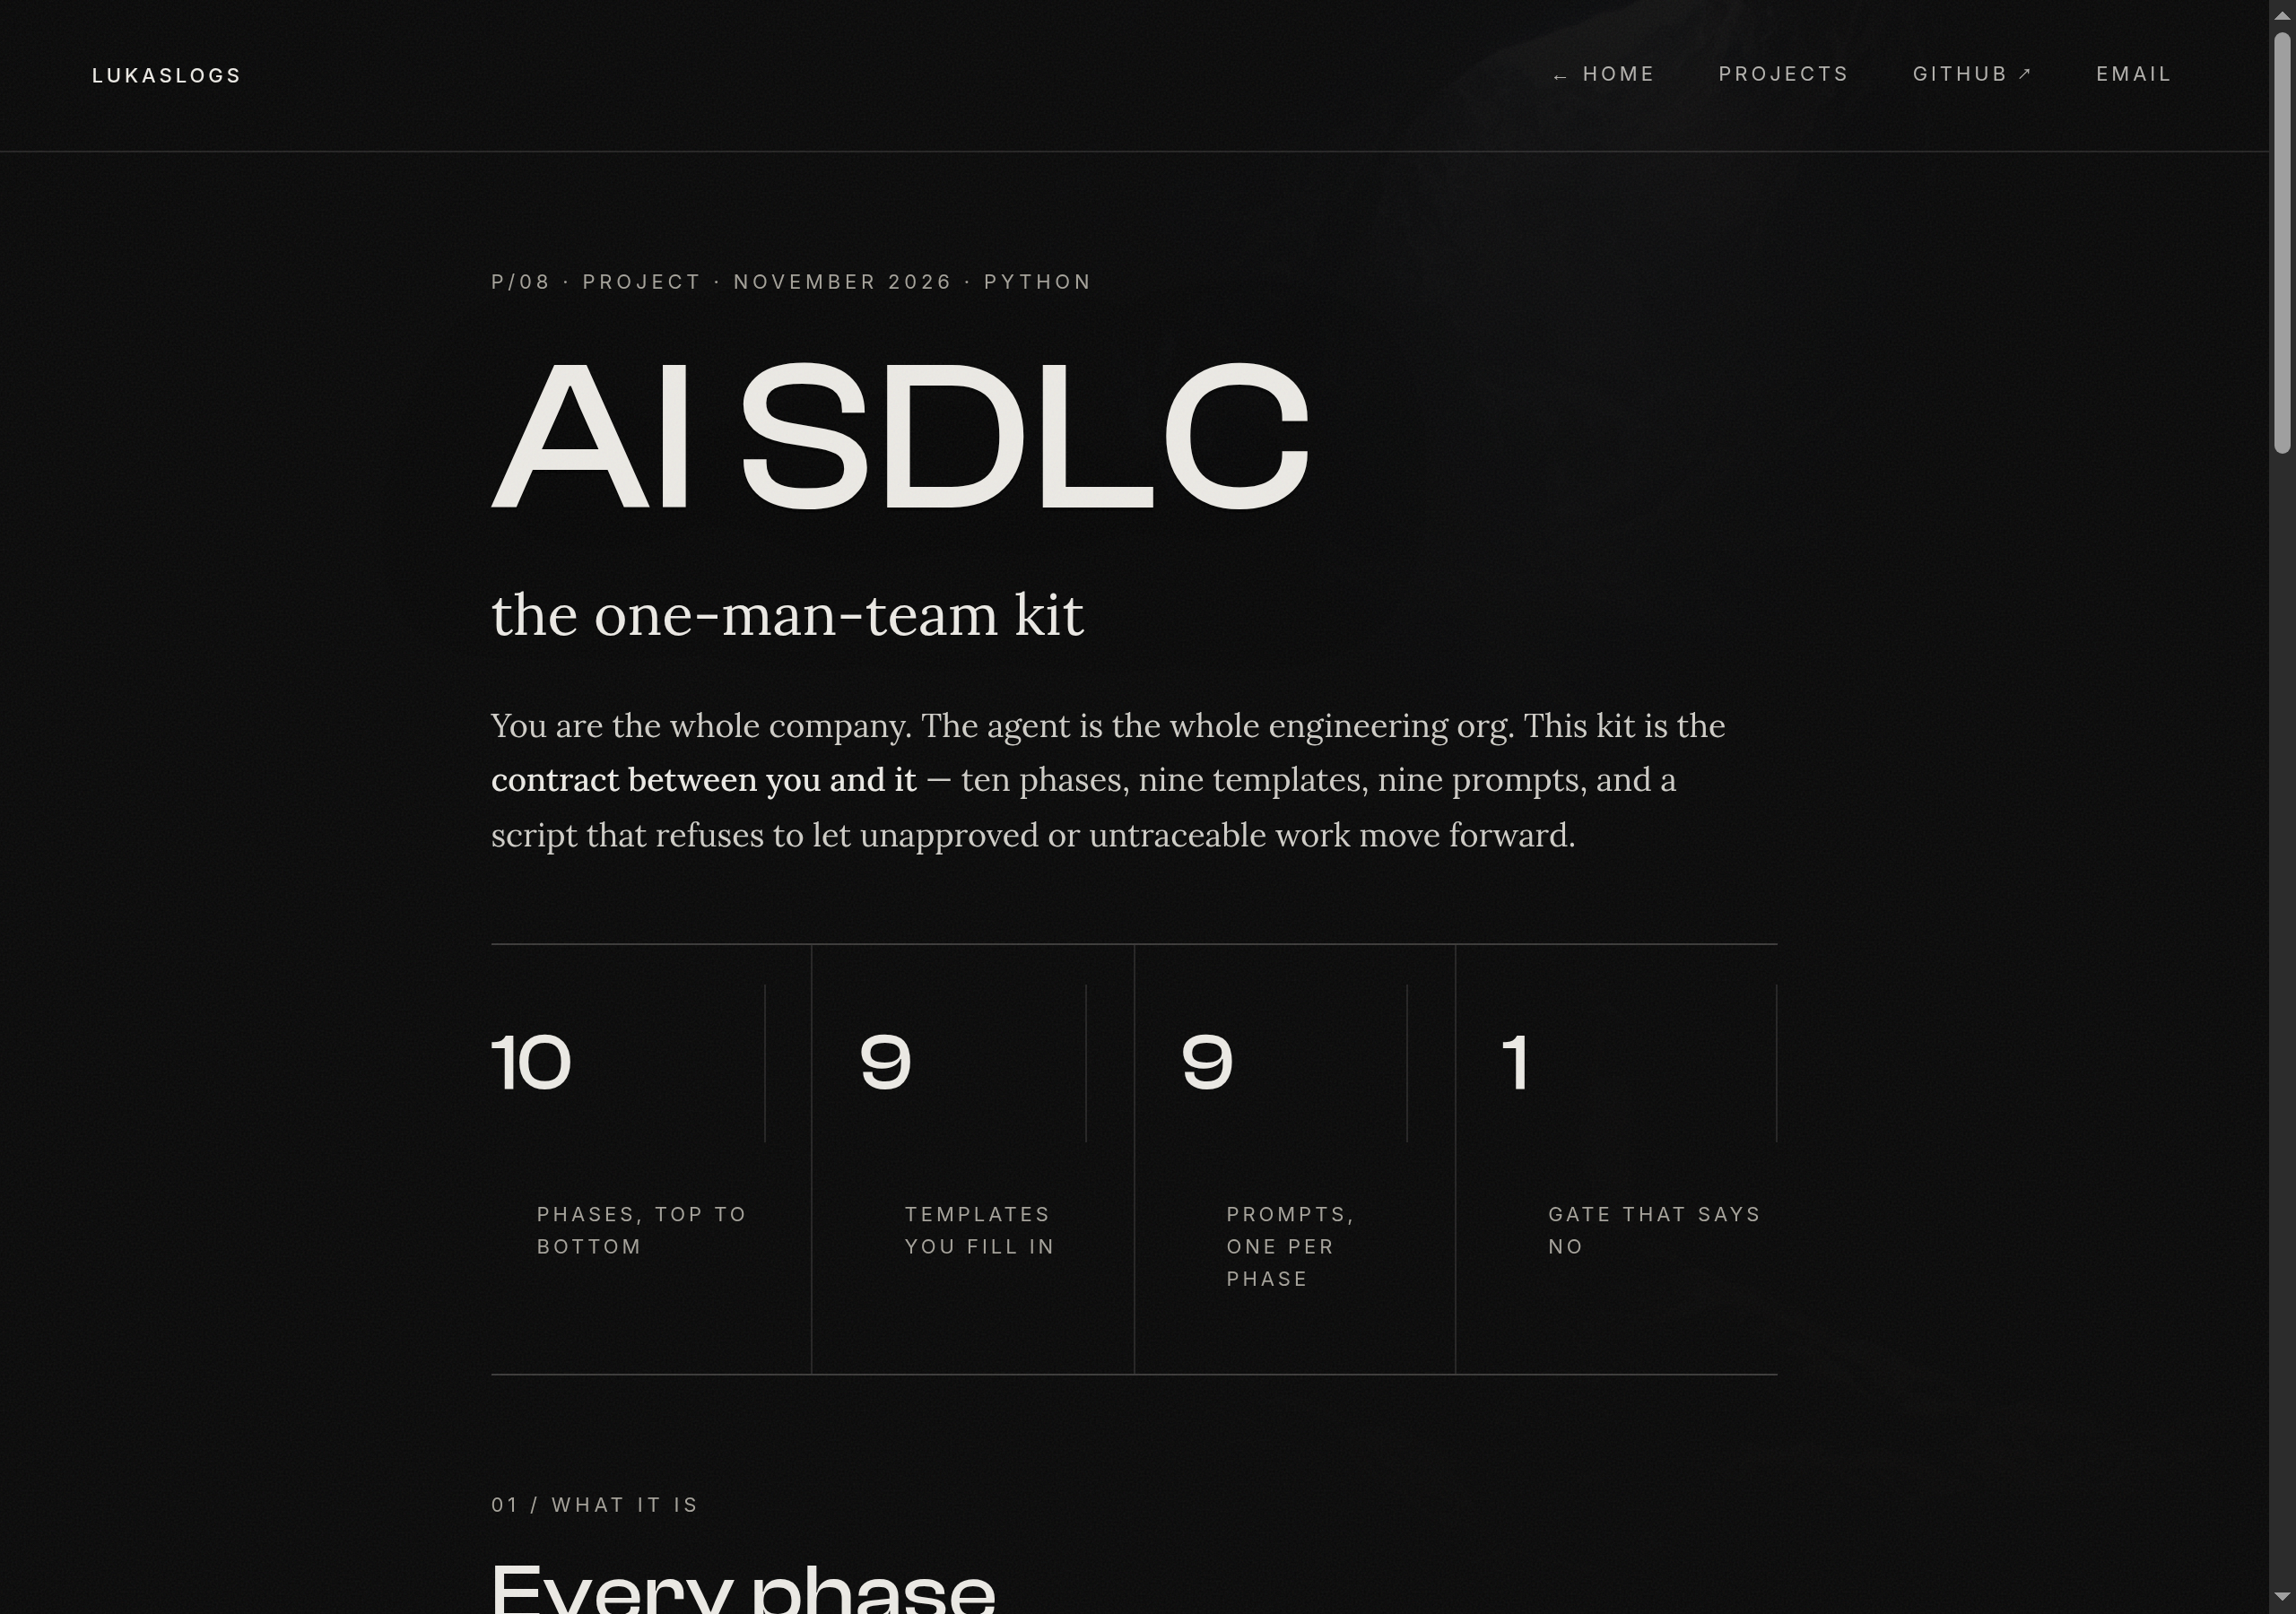 LUKASLOGS
← HOME PROJECTS GITHUB ↗ EMAIL
P/08 · PROJECT · NOVEMBER 2026 · PYTHON
AI SDLC
the one-man-team kit
You are the whole company. The agent is the whole engineering org. This kit is the
contract between you and it — ten phases, nine templates, nine prompts, and a
script that refuses to let unapproved or untraceable work move forward.
10
PHASES, TOP TO
BOTTOM
9
TEMPLATES
YOU FILL IN
9
PROMPTS,
ONE PER
PHASE
1
GATE THAT SAYS
NO
01 / WHAT IT IS
Every phase